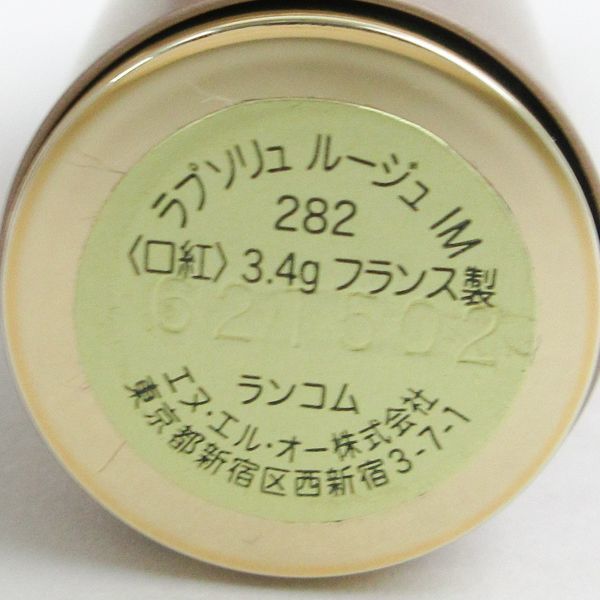 ラプソリュ ルージュ IM
282
〈口紅〉 3.4g フランス製
ランコム
エヌ・エル・オー株式会社
東京都新宿区西新宿3-7-1